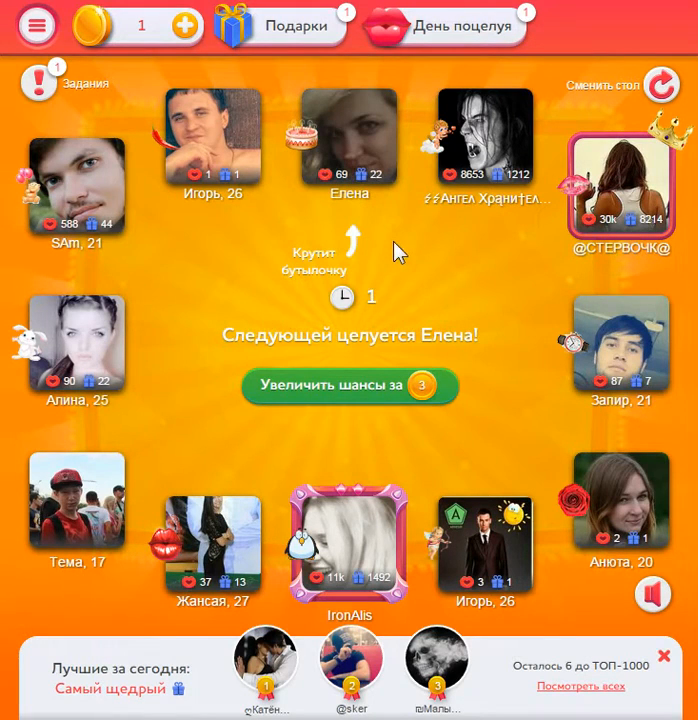 1
Подарки
1
День поцелуя
1
1
Задания
Сменить стол
1 1
Игорь, 26
69 22
Елена
8653 1212
588 44
SAm, 21
30k 8214
@СТЕРВОЧК@
Крутит
бутылочку
1
Следующей целуется Елена!
90 22
Алина, 25
87 7
Запир, 21
Увеличить шансы за 3
Тема, 17
37 13
Жансая, 27
11k 1492
IronAlis
A
3 1
Игорь, 26
2 1
Анюта, 20
Лучшие за сегодня:
Самый щедрый
1
2
3
ღКатён...
@sker
₪Малы...
Осталось 6 до ТОП-1000
Посмотреть всех